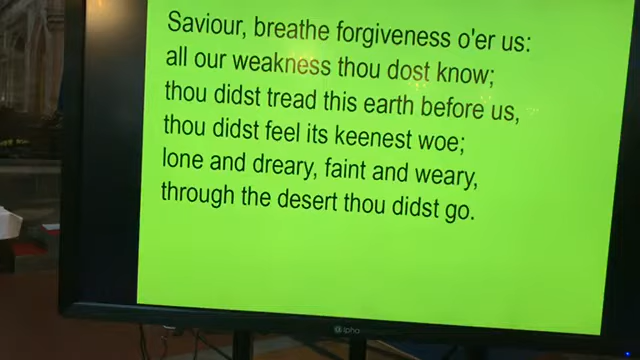 Saviour, breathe forgiveness o'er us:
all our weakness thou dost know;
thou didst tread this earth before us,
thou didst feel its keenest woe;
lone and dreary, faint and weary,
through the desert thou didst go.